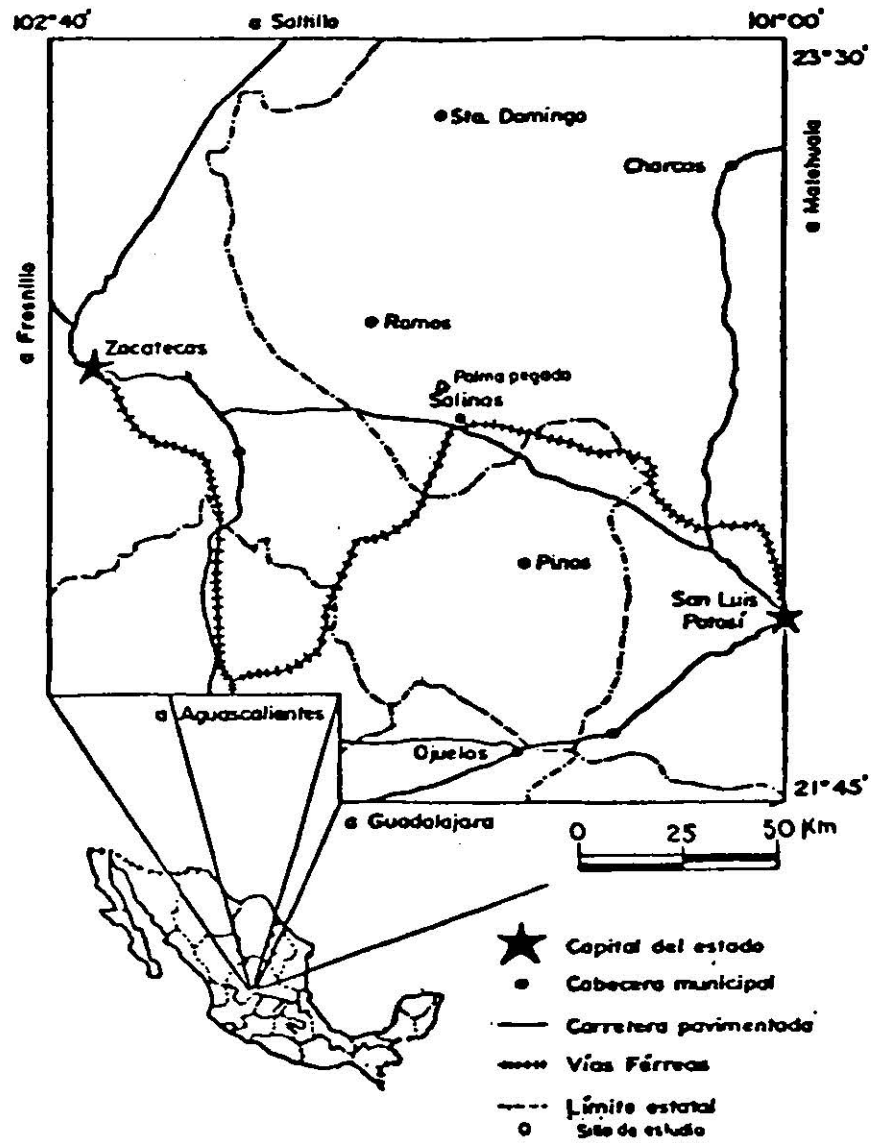 102°40'
a Saltillo
101°00'
23°30'
Sto. Domingo
Charcas
a Matehuala
a Fresnillo
Ramos
Zacatecas
Palma pegada
Salinas
Pinos
San Luis
Potosí
a Aguascalientes
Ojuelos
21°45'
a Guadalajara
0 25 50 Km
Capital del estado
Cabecera municipal
Carretera pavimentada
Vías Férreas
Límite estatal
Sitio de estudio